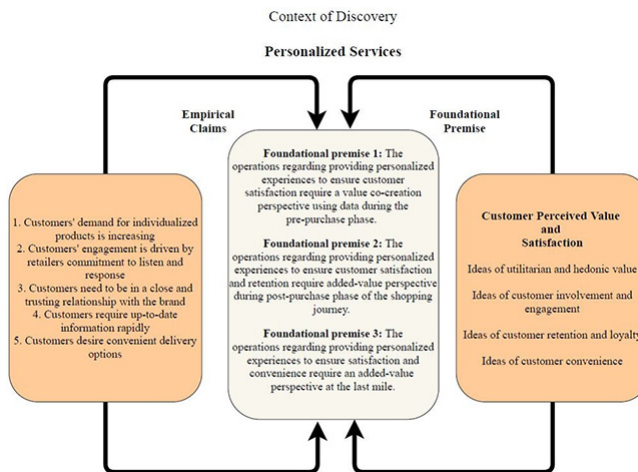 Context of Discovery
Personalized Services
Empirical
Claims
Foundational
Premise
1. Customers' demand for individualized
products is increasing
2. Customers' engagement is driven by
retailers commitment to listen and
response
3. Customers need to be in a close and
trusting relationship with the brand
4. Customers require up-to-date
information rapidly
5. Customers desire convenient delivery
options
Foundational premise 1: The
operations regarding providing personalized
experiences to ensure customer
satisfaction require a value co-creation
perspective using data during the
pre-purchase phase.
Foundational premise 2: The
operations regarding providing personalized
experiences to ensure customer satisfaction
and retention require added-value perspective
during post-purchase phase of the shopping
journey.
Foundational premise 3: The
operations regarding providing personalized
experiences to ensure satisfaction and
convenience require an added-value
perspective at the last mile.
Customer Perceived Value
and
Satisfaction
Ideas of utilitarian and hedonic value
Ideas of customer involvement and
engagement
Ideas of customer retention and loyalty
Ideas of customer convenience